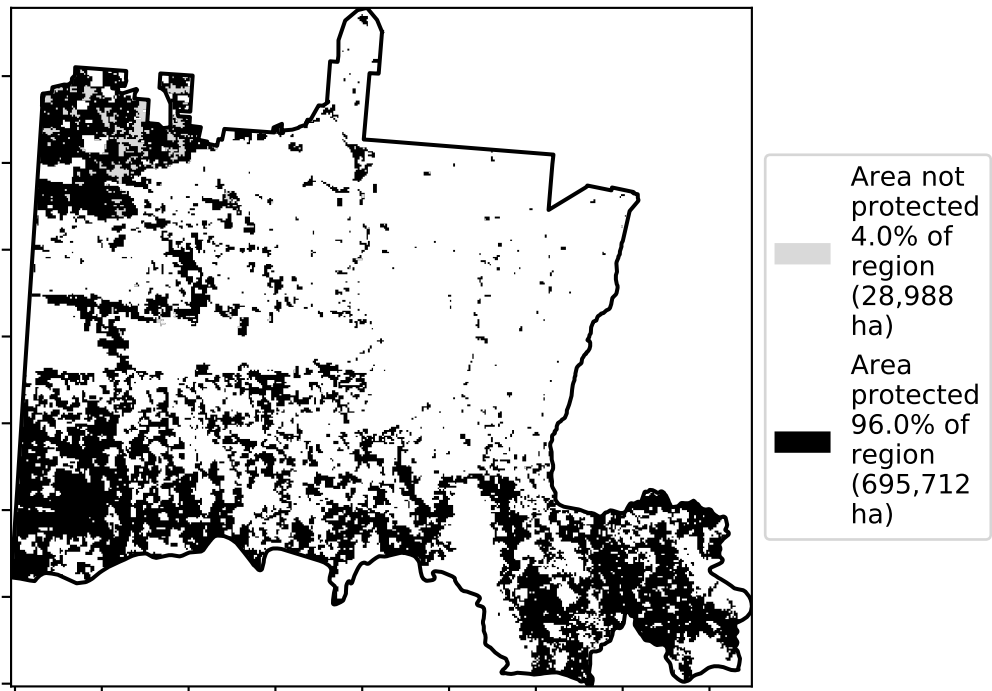 Area not
protected
4.0% of
region
(28,988
ha)
Area
protected
96.0% of
region
(695,712
ha)